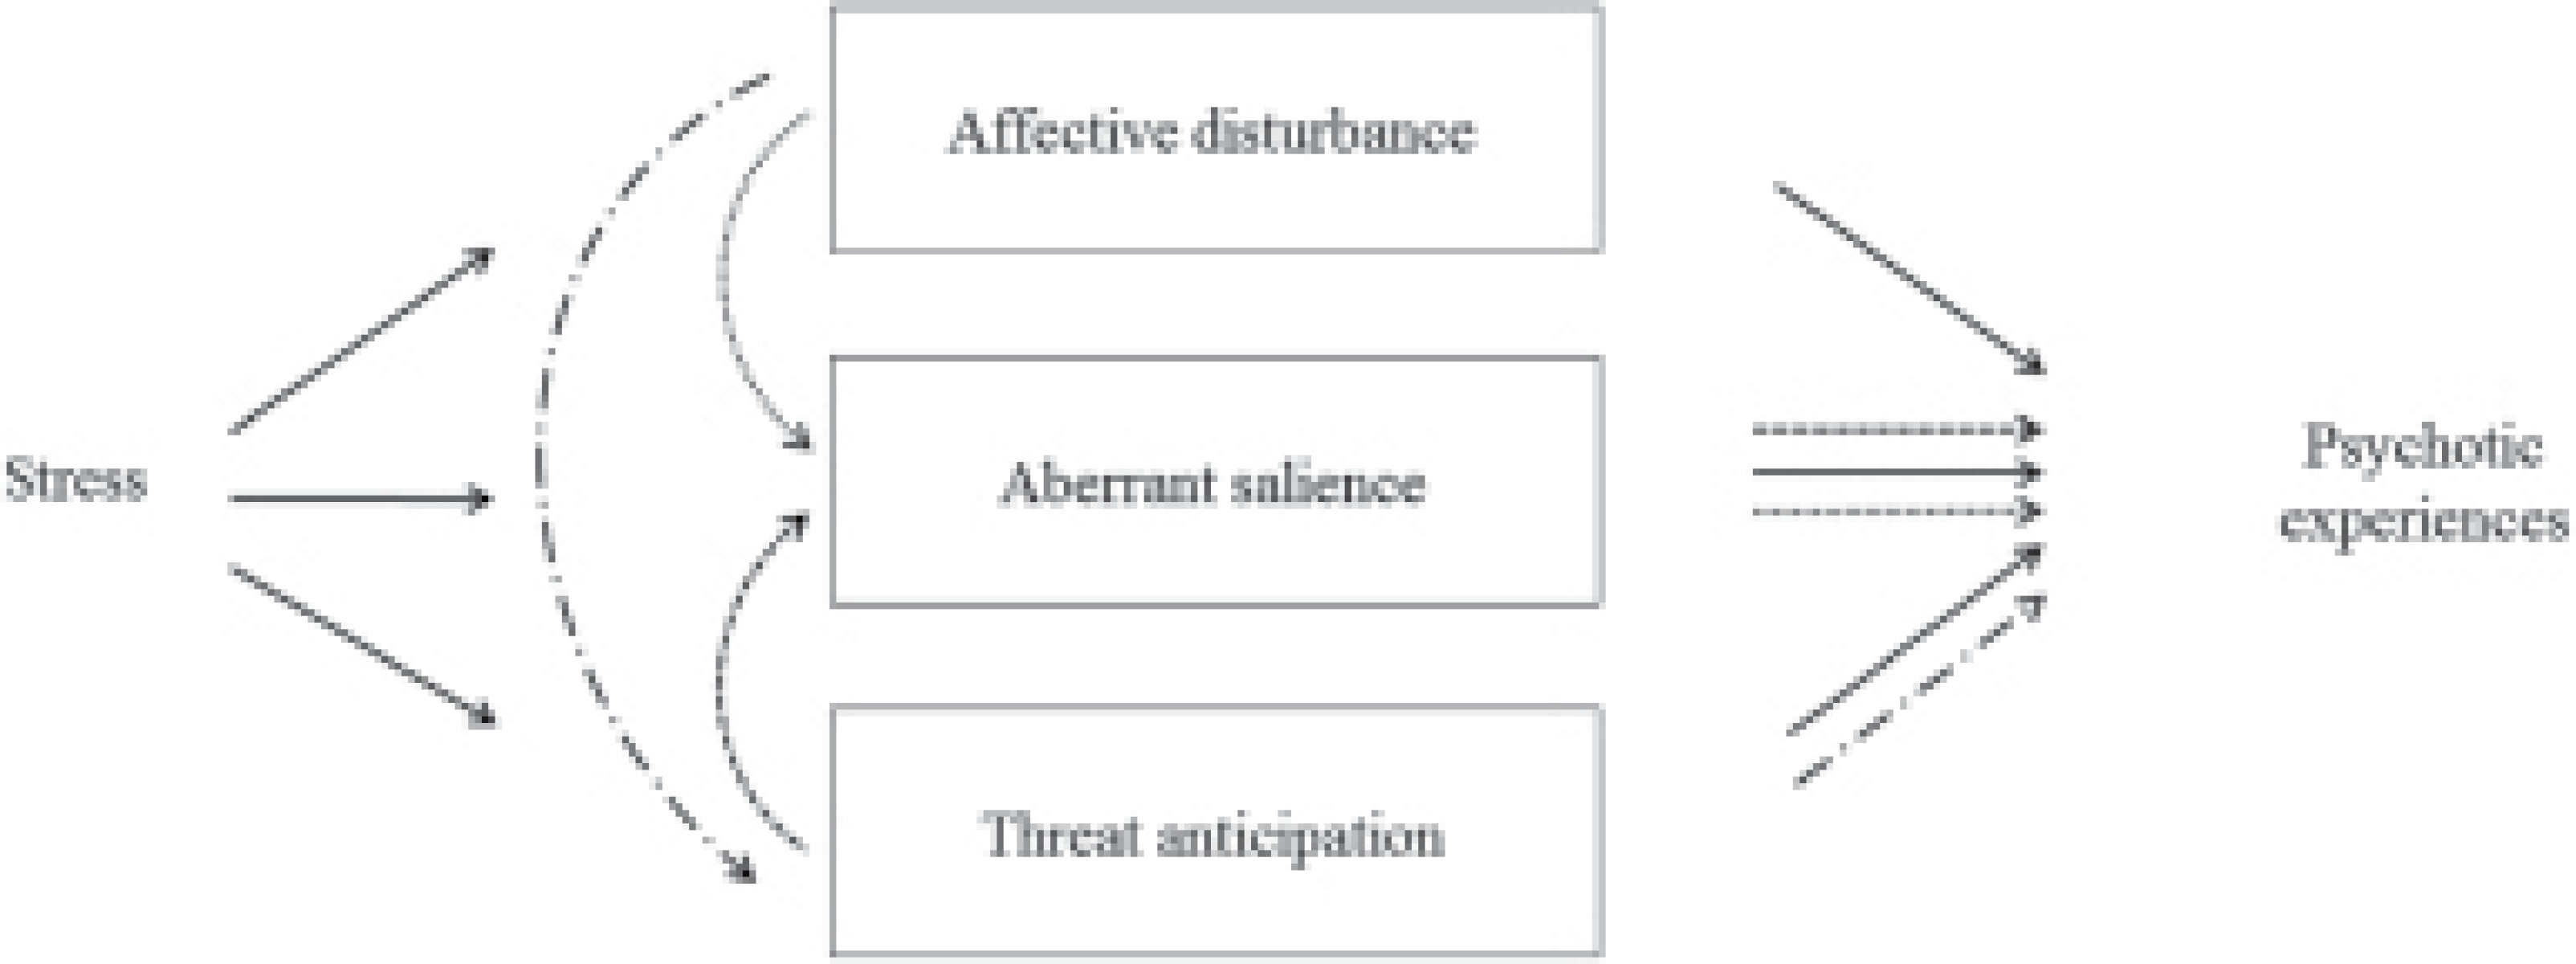 Affective disturbance
Stress
Aberrant salience
Psychotic
experiences
Threat anticipation